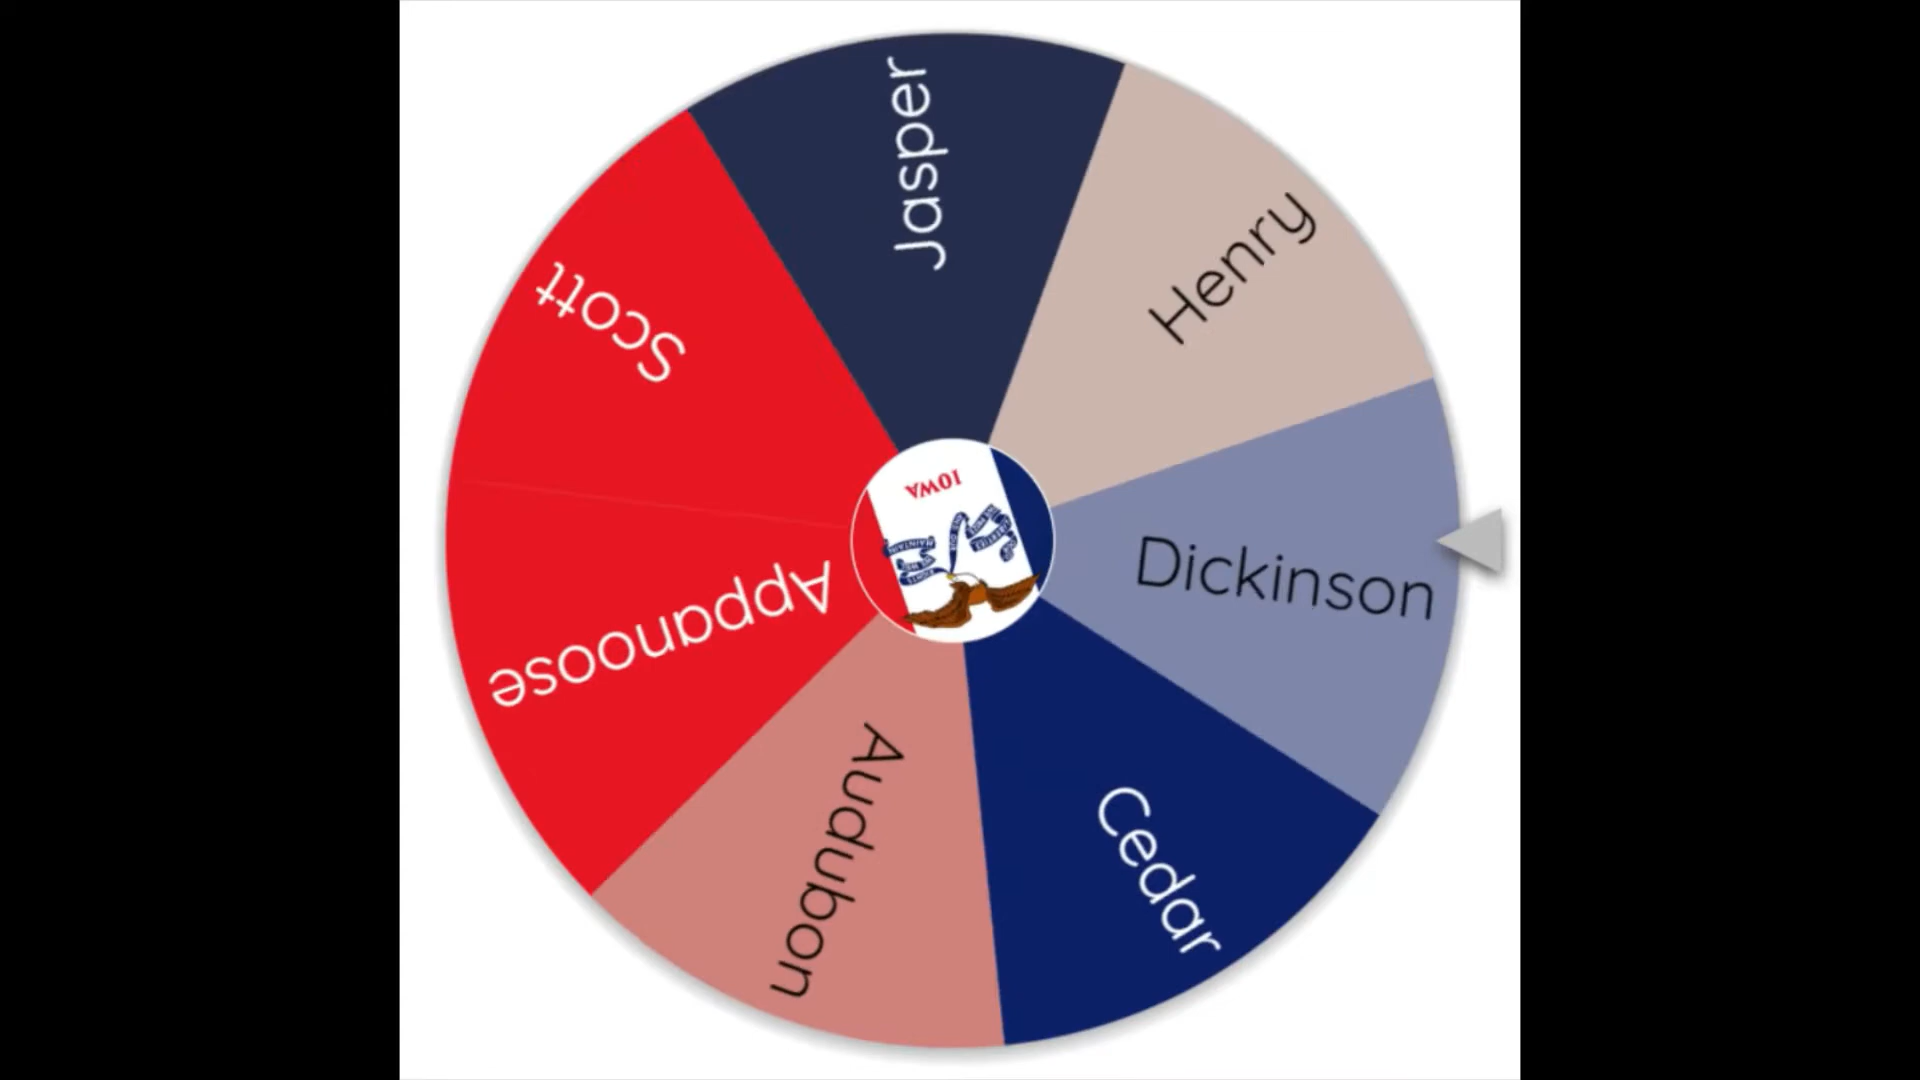 Jasper
Henry
Dickinson
Cedar
Audubon
Appanoose
Scott
IOWA